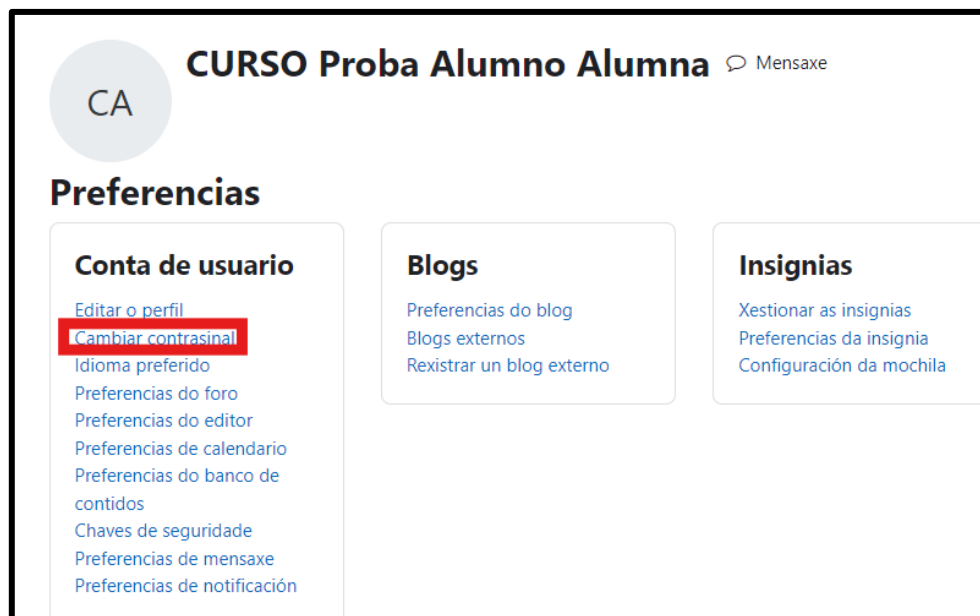 CA
CURSO Proba Alumno Alumna
Mensaxe
Preferencias
Conta de usuario
Editar o perfil
Cambiar contrasinal
Idioma preferido
Preferencias do foro
Preferencias do editor
Preferencias de calendario
Preferencias do banco de
contidos
Chaves de seguridade
Preferencias de mensaxe
Preferencias de notificación
Blogs
Preferencias do blog
Blogs externos
Rexistrar un blog externo
Insignias
Xestionar as insignias
Preferencias da insignia
Configuración da mochila